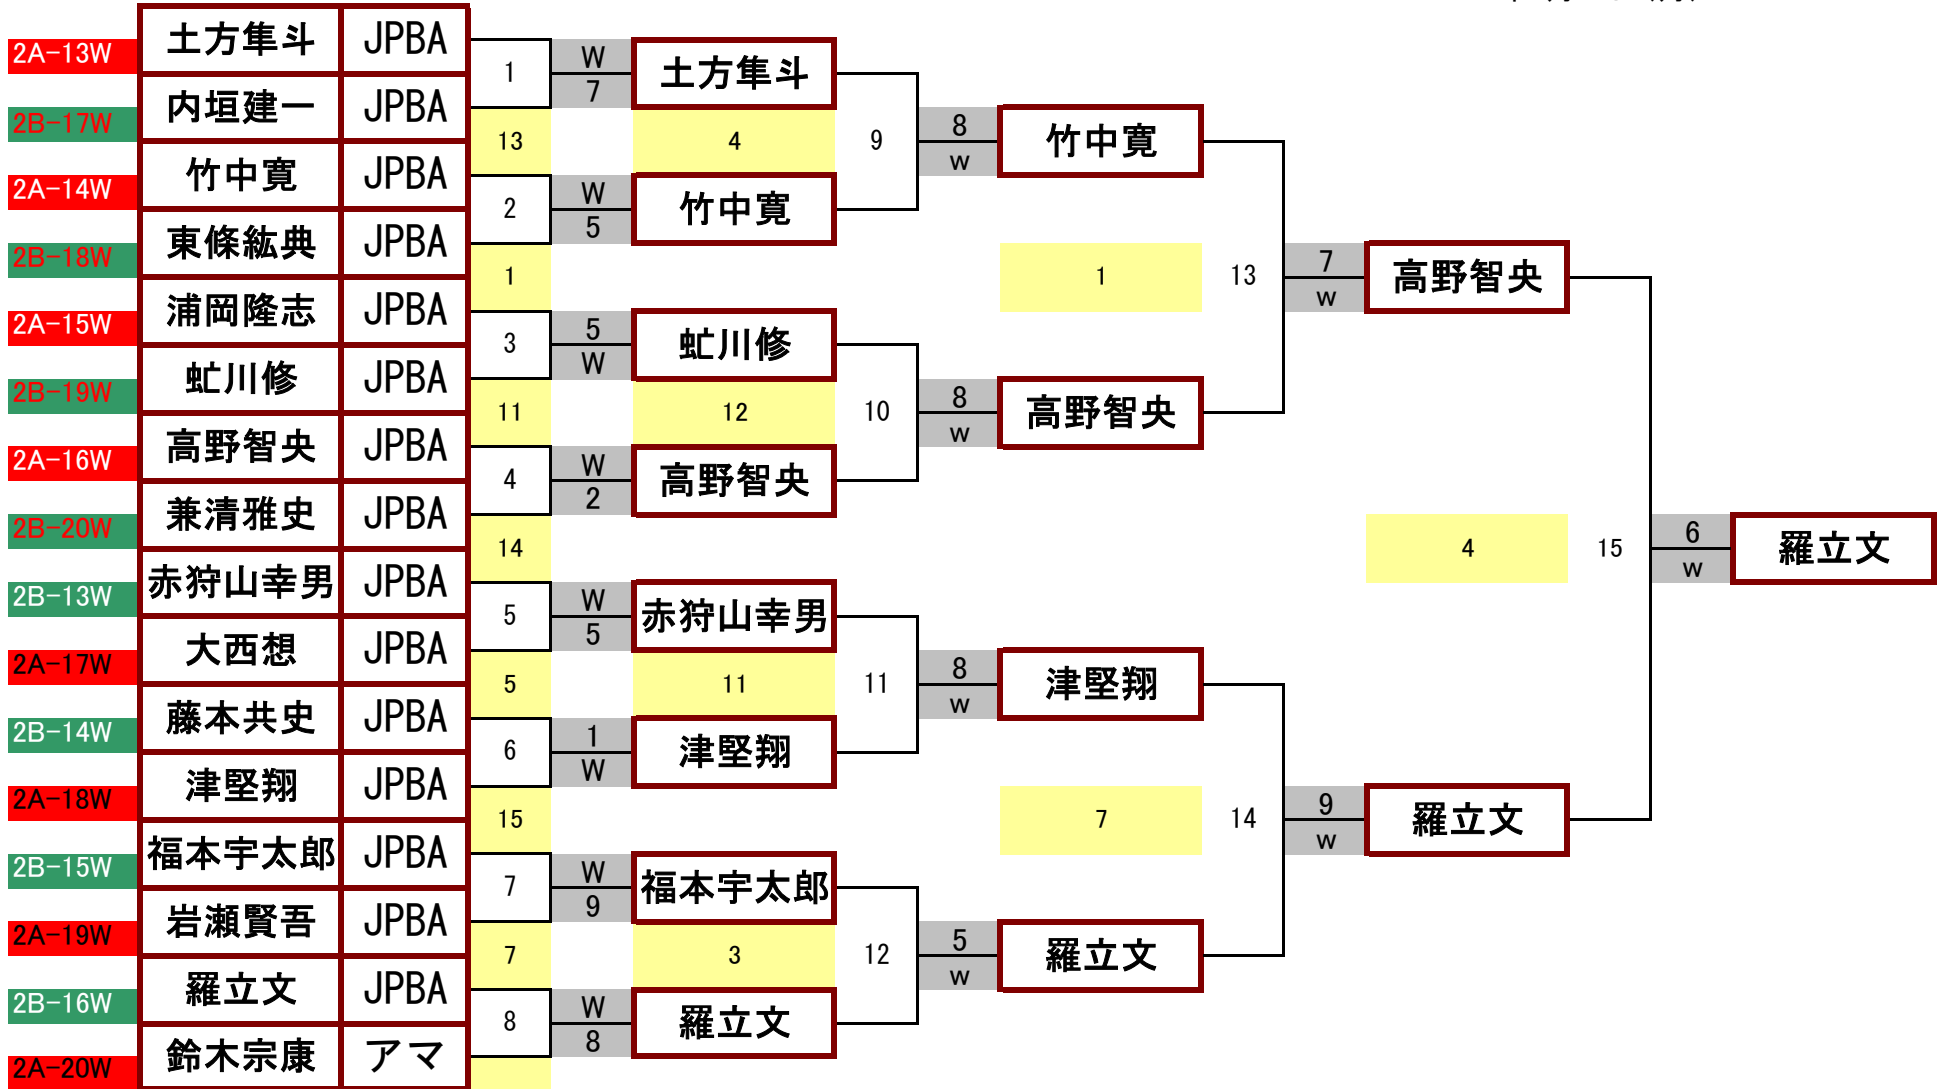 2A-13W 土方隼斗 JPBA
1 W 7 土方隼斗
2B-17W 内垣建一 JPBA
13 4 9 8 w 竹中寛
2A-14W 竹中寛 JPBA
2 W 5 竹中寛
2B-18W 東條紘典 JPBA
1 1 13 7 w 高野智央
2A-15W 浦岡隆志 JPBA
3 5 W 虻川修
2B-19W 虻川修 JPBA
11 12 10 8 w 高野智央
2A-16W 高野智央 JPBA
4 W 2 高野智央
2B-20W 兼清雅史 JPBA
14 4 15 6 w 羅立文
2B-13W 赤狩山幸男 JPBA
5 W 5 赤狩山幸男
2A-17W 大西想 JPBA
5 11 11 8 w 津堅翔
2B-14W 藤本共史 JPBA
6 1 W 津堅翔
2A-18W 津堅翔 JPBA
15 7 14 9 w 羅立文
2B-15W 福本宇太郎 JPBA
7 W 9 福本宇太郎
2A-19W 岩瀬賢吾 JPBA
7 3 12 5 w 羅立文
2B-16W 羅立文 JPBA
8 W 8 羅立文
2A-20W 鈴木宗康 アマ